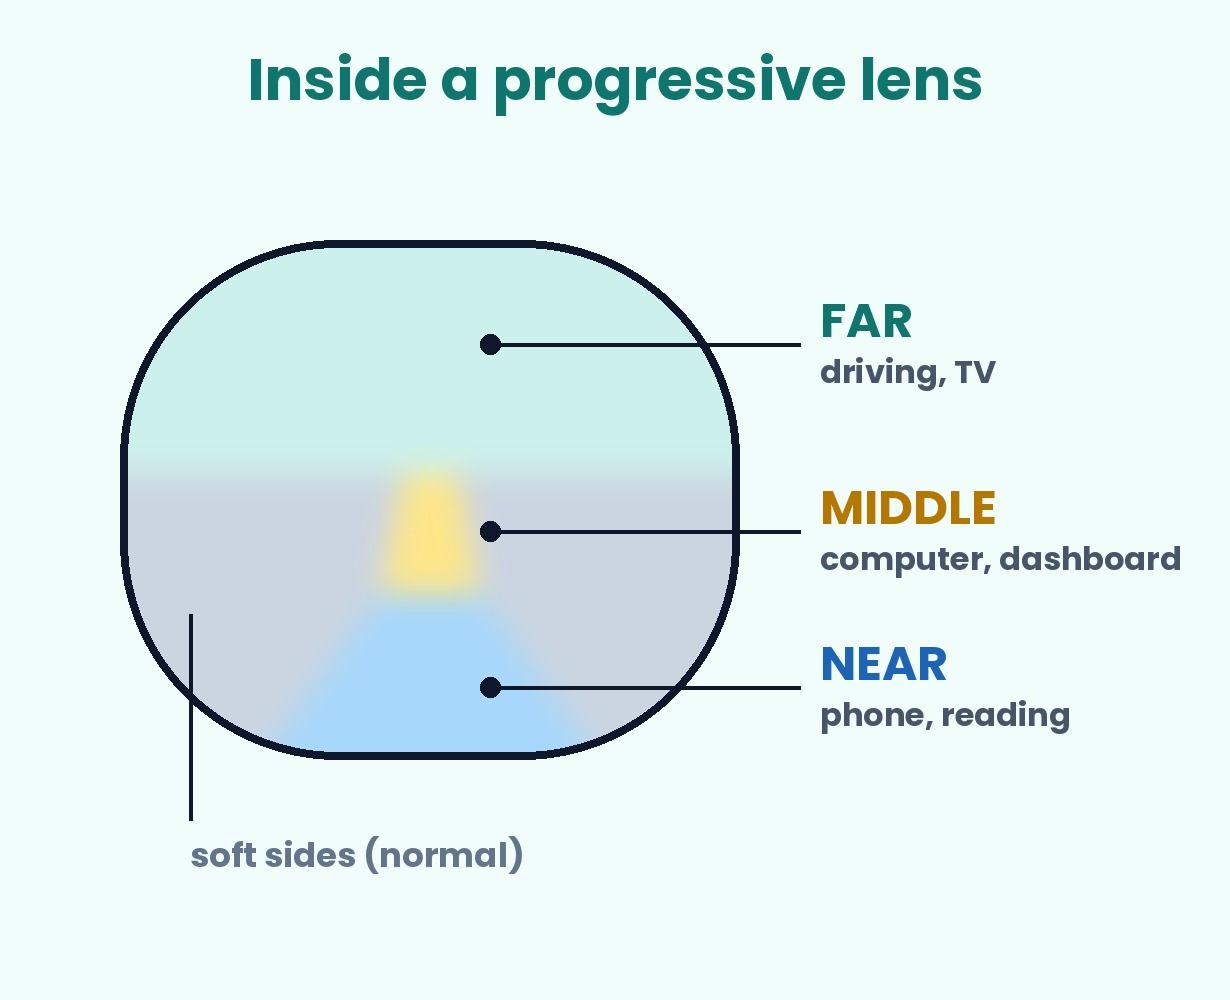 Inside a progressive lens
FAR
driving, TV
MIDDLE
computer, dashboard
NEAR
phone, reading
soft sides (normal)